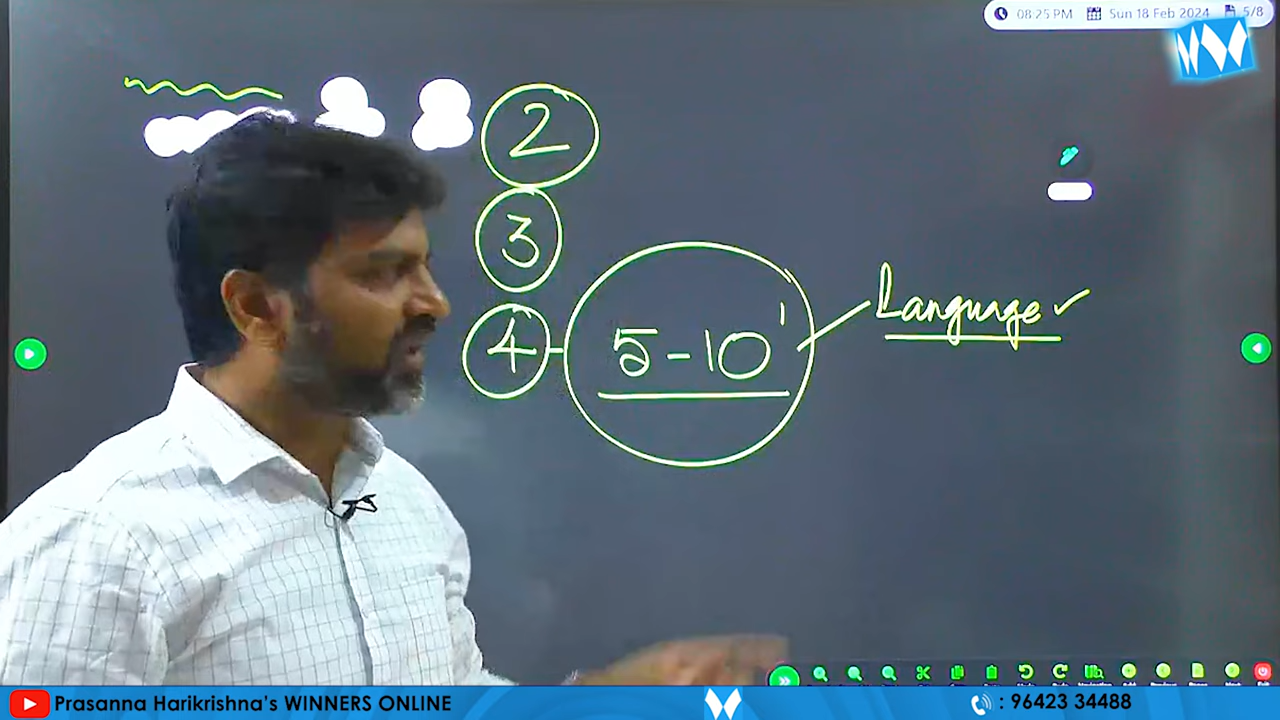 08:25 PM Sun 18 Feb 2024 5/8
W
2
3
4 - 5-10'
Language ✓
Prasanna Harikrishna's WINNERS ONLINE
W
: 96423 34488